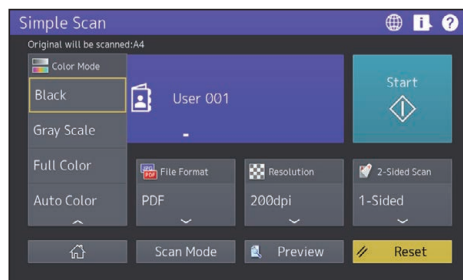 Simple Scan
Original will be scanned:A4
Color Mode
Black
Gray Scale
Full Color
Auto Color
User 001
Start
File Format
PDF
Resolution
200dpi
2-Sided Scan
1-Sided
Scan Mode
Preview
Reset